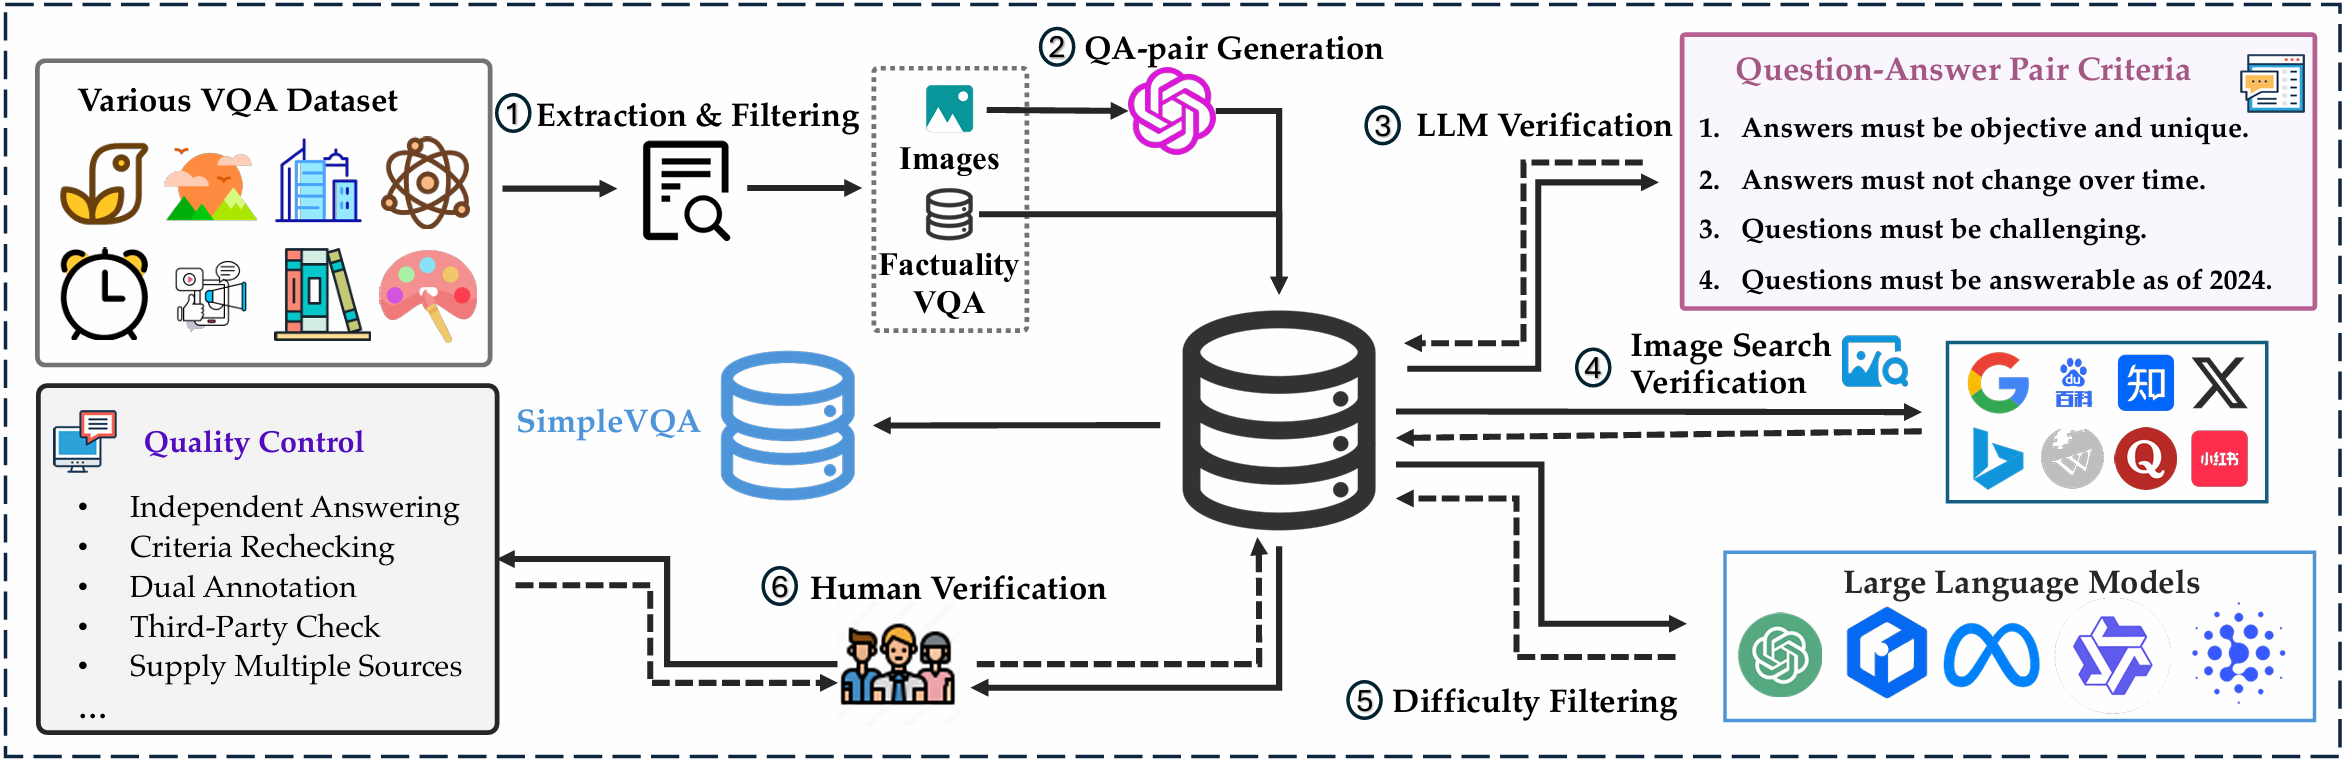 Various VQA Dataset
① Extraction & Filtering
Images
Factuality
VQA
② QA-pair Generation
③ LLM Verification
Question-Answer Pair Criteria
1. Answers must be objective and unique.
2. Answers must not change over time.
3. Questions must be challenging.
4. Questions must be answerable as of 2024.
④ Image Search
Verification
G
du
百科
知
X
b
W
Q
小红书
SimpleVQA
Quality Control
• Independent Answering
• Criteria Rechecking
• Dual Annotation
• Third-Party Check
• Supply Multiple Sources
...
⑥ Human Verification
⑤ Difficulty Filtering
Large Language Models